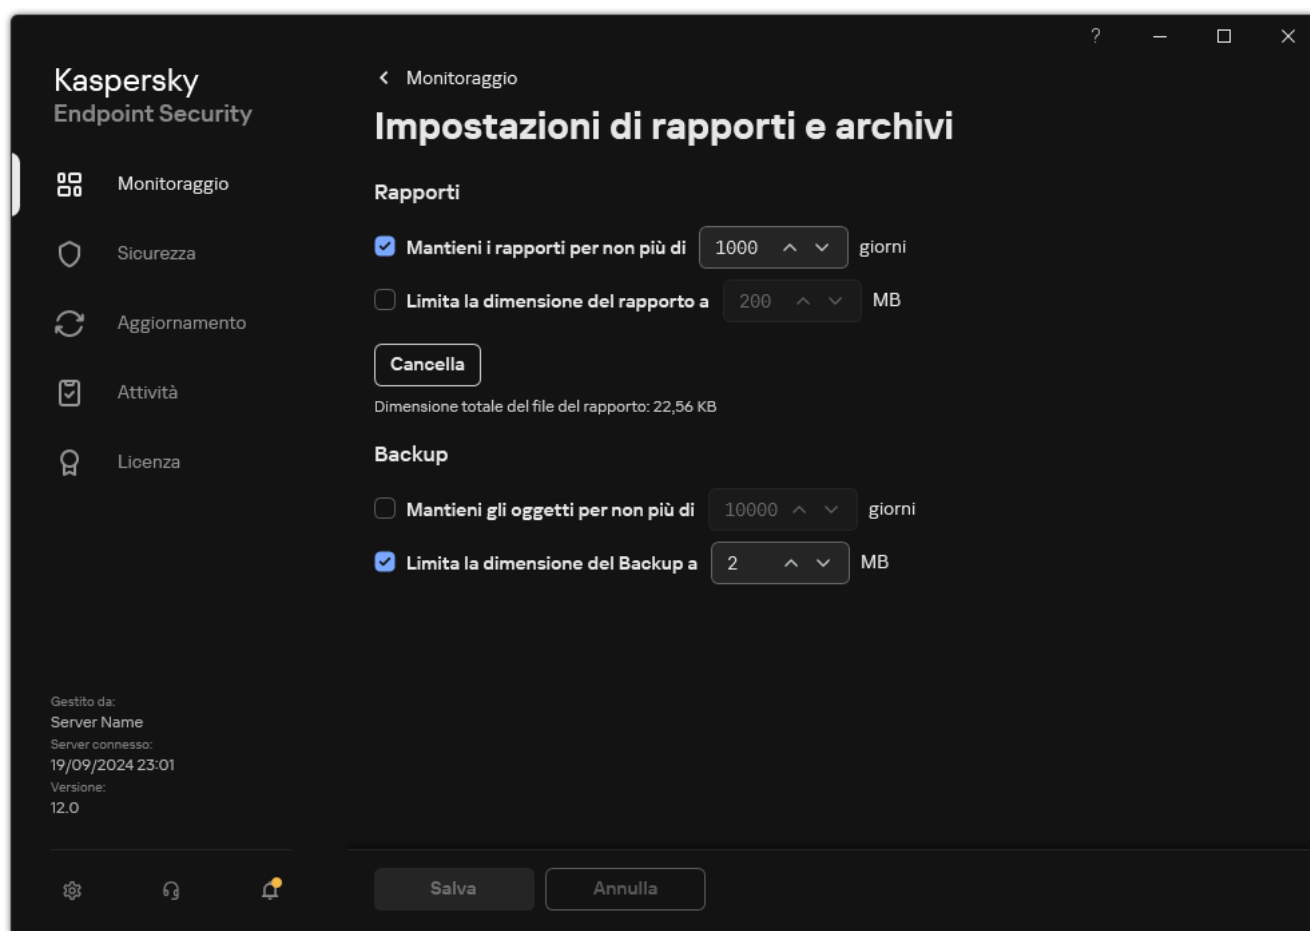 ?
Kaspersky
Endpoint Security
Monitoraggio
Sicurezza
Aggiornamento
Attività
Licenza
Gestito da:
Server Name
Server connesso:
19/09/2024 23:01
Versione:
12.0
Monitoraggio
Impostazioni di rapporti e archivi
Rapporti
Mantieni i rapporti per non più di 1000 giorni
Limita la dimensione del rapporto a 200 MB
Cancella
Dimensione totale del file del rapporto: 22,56 KB
Backup
Mantieni gli oggetti per non più di 10000 giorni
Limita la dimensione del Backup a 2 MB
Salva Annulla